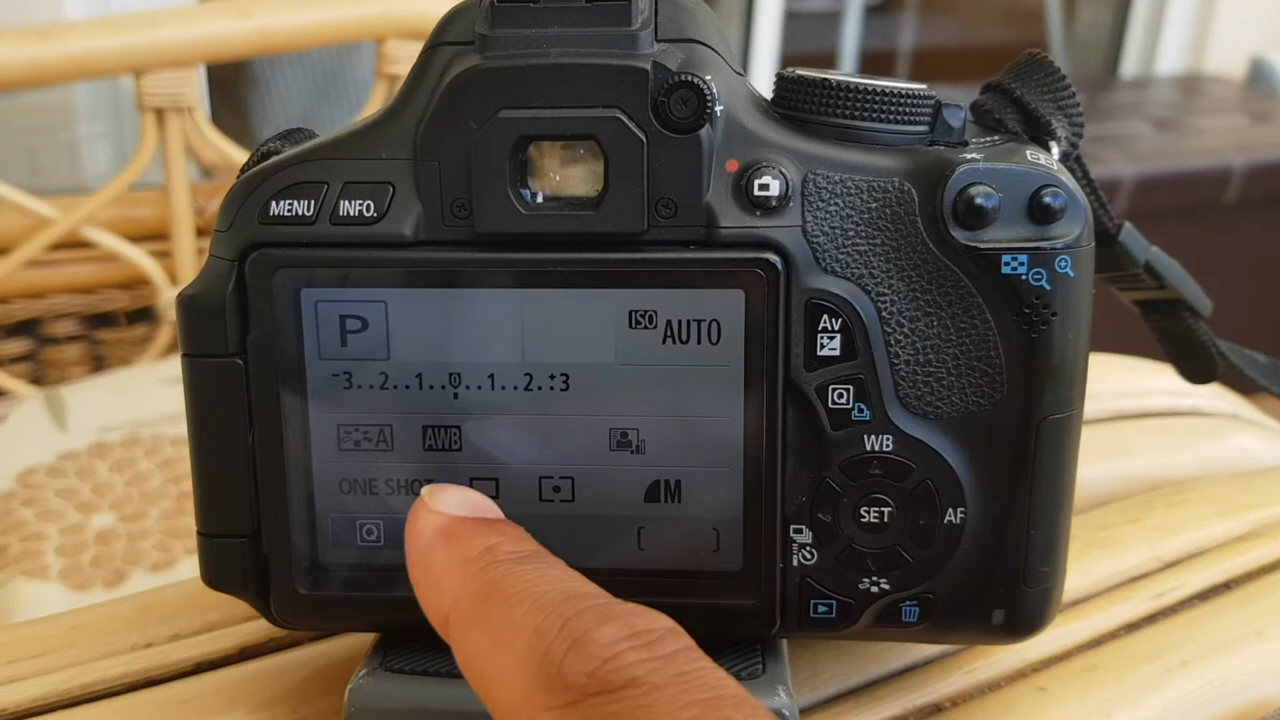 MENU
INFO.
P
ISO AUTO
-3..2..1..0..1..2.:+3
A
AWB
ONE SHOT
M
Q
[ ]
Av
Q
WB
SET
AF